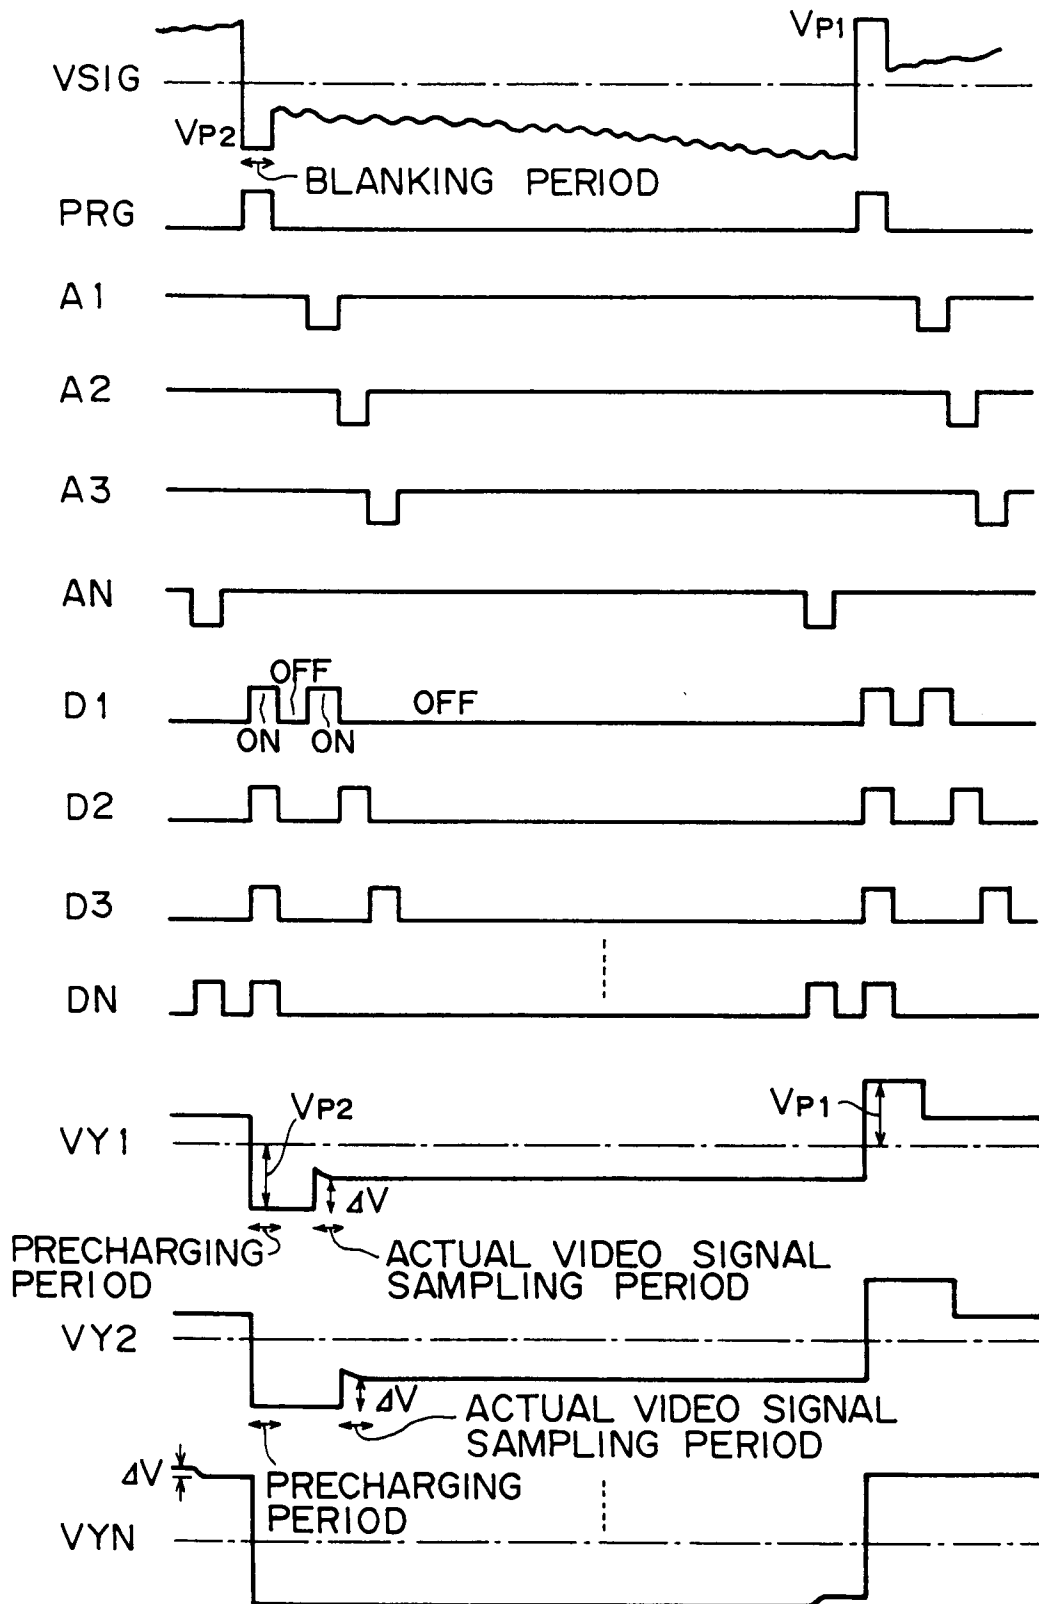 VP1
VSIG
VP2
BLANKING PERIOD
PRG
A1
A2
A3
AN
OFF
D1
OFF
ON
ON
D2
D3
DN
VP2
VP1
VY1
ΔV
PRECHARGING
PERIOD
ACTUAL VIDEO SIGNAL
SAMPLING PERIOD
VY2
ΔV
ACTUAL VIDEO SIGNAL
SAMPLING PERIOD
ΔV
PRECHARGING
PERIOD
VYN